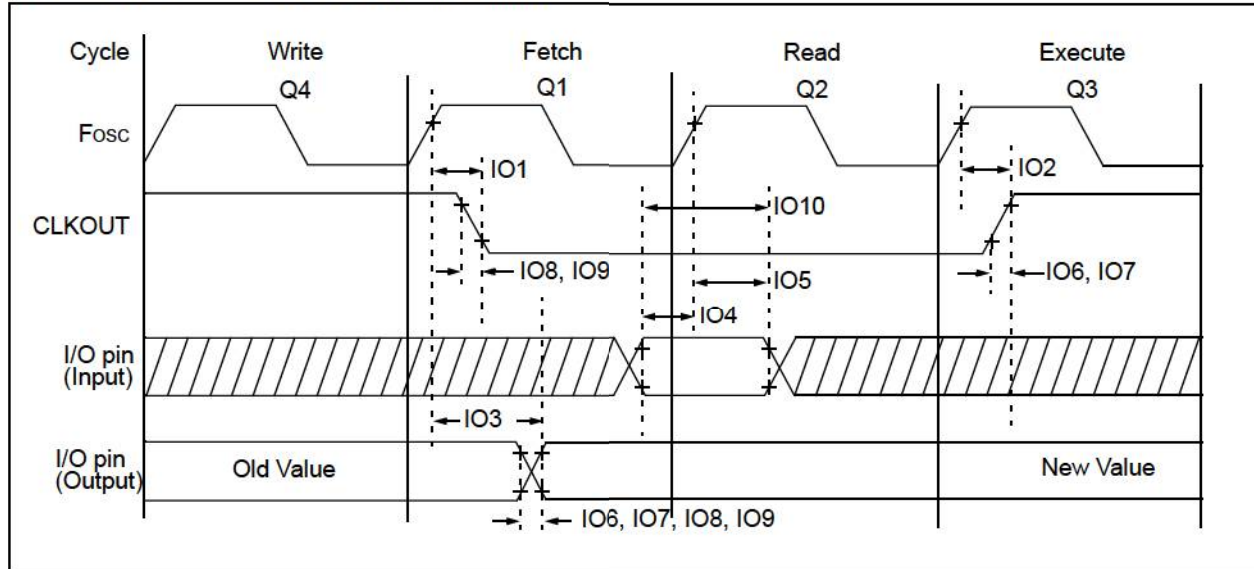 Cycle Write Fetch Read Execute
Q4 Q1 Q2 Q3
Fosc
IO1 IO2
IO10
CLKOUT
IO8, IO9 IO6, IO7
IO5
IO4
I/O pin
(Input)
IO3
I/O pin
(Output)
Old Value New Value
IO6, IO7, IO8, IO9